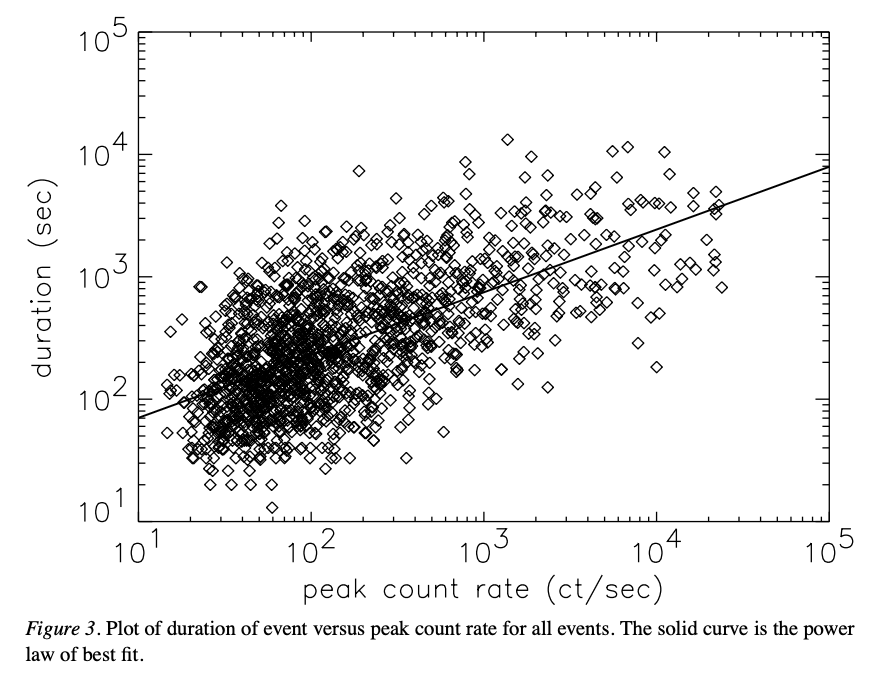 10^5
10^4
10^3
10^2
10^1
duration (sec)
10^1 10^2 10^3 10^4 10^5
peak count rate (ct/sec)
Figure 3. Plot of duration of event versus peak count rate for all events. The solid curve is the power
law of best fit.